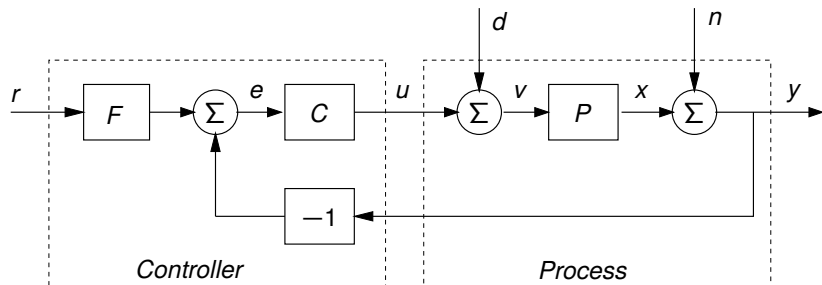 d
n
r
F
Σ
e
C
u
Σ
v
P
x
Σ
y
−1
Controller
Process